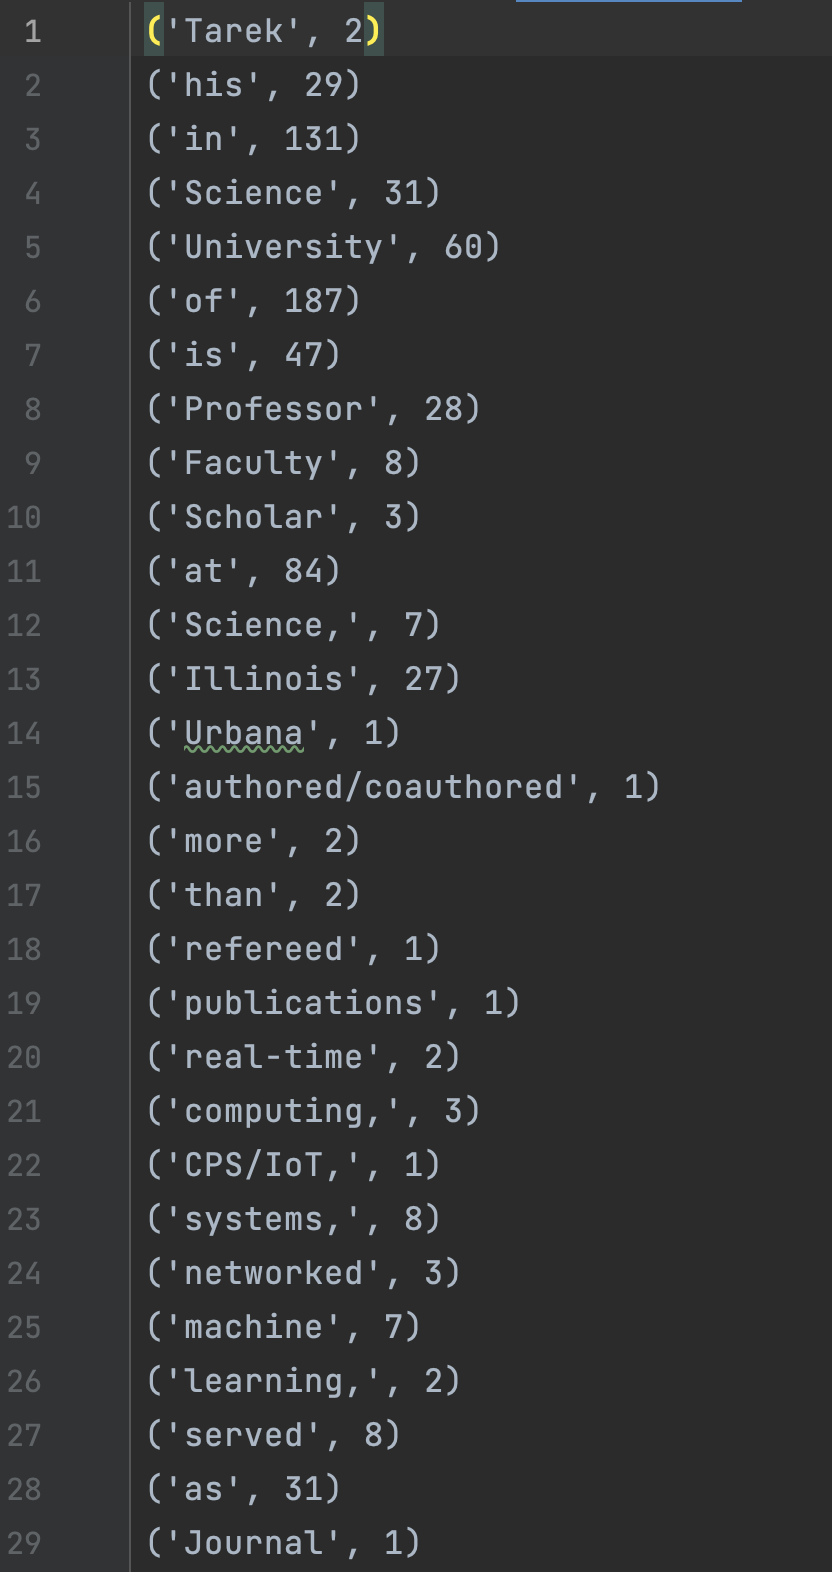 1 ('Tarek', 2)
2 ('his', 29)
3 ('in', 131)
4 ('Science', 31)
5 ('University', 60)
6 ('of', 187)
7 ('is', 47)
8 ('Professor', 28)
9 ('Faculty', 8)
10 ('Scholar', 3)
11 ('at', 84)
12 ('Science,', 7)
13 ('Illinois', 27)
14 ('Urbana', 1)
15 ('authored/coauthored', 1)
16 ('more', 2)
17 ('than', 2)
18 ('refereed', 1)
19 ('publications', 1)
20 ('real-time', 2)
21 ('computing,', 3)
22 ('CPS/IoT,', 1)
23 ('systems,', 8)
24 ('networked', 3)
25 ('machine', 7)
26 ('learning,', 2)
27 ('served', 8)
28 ('as', 31)
29 ('Journal', 1)